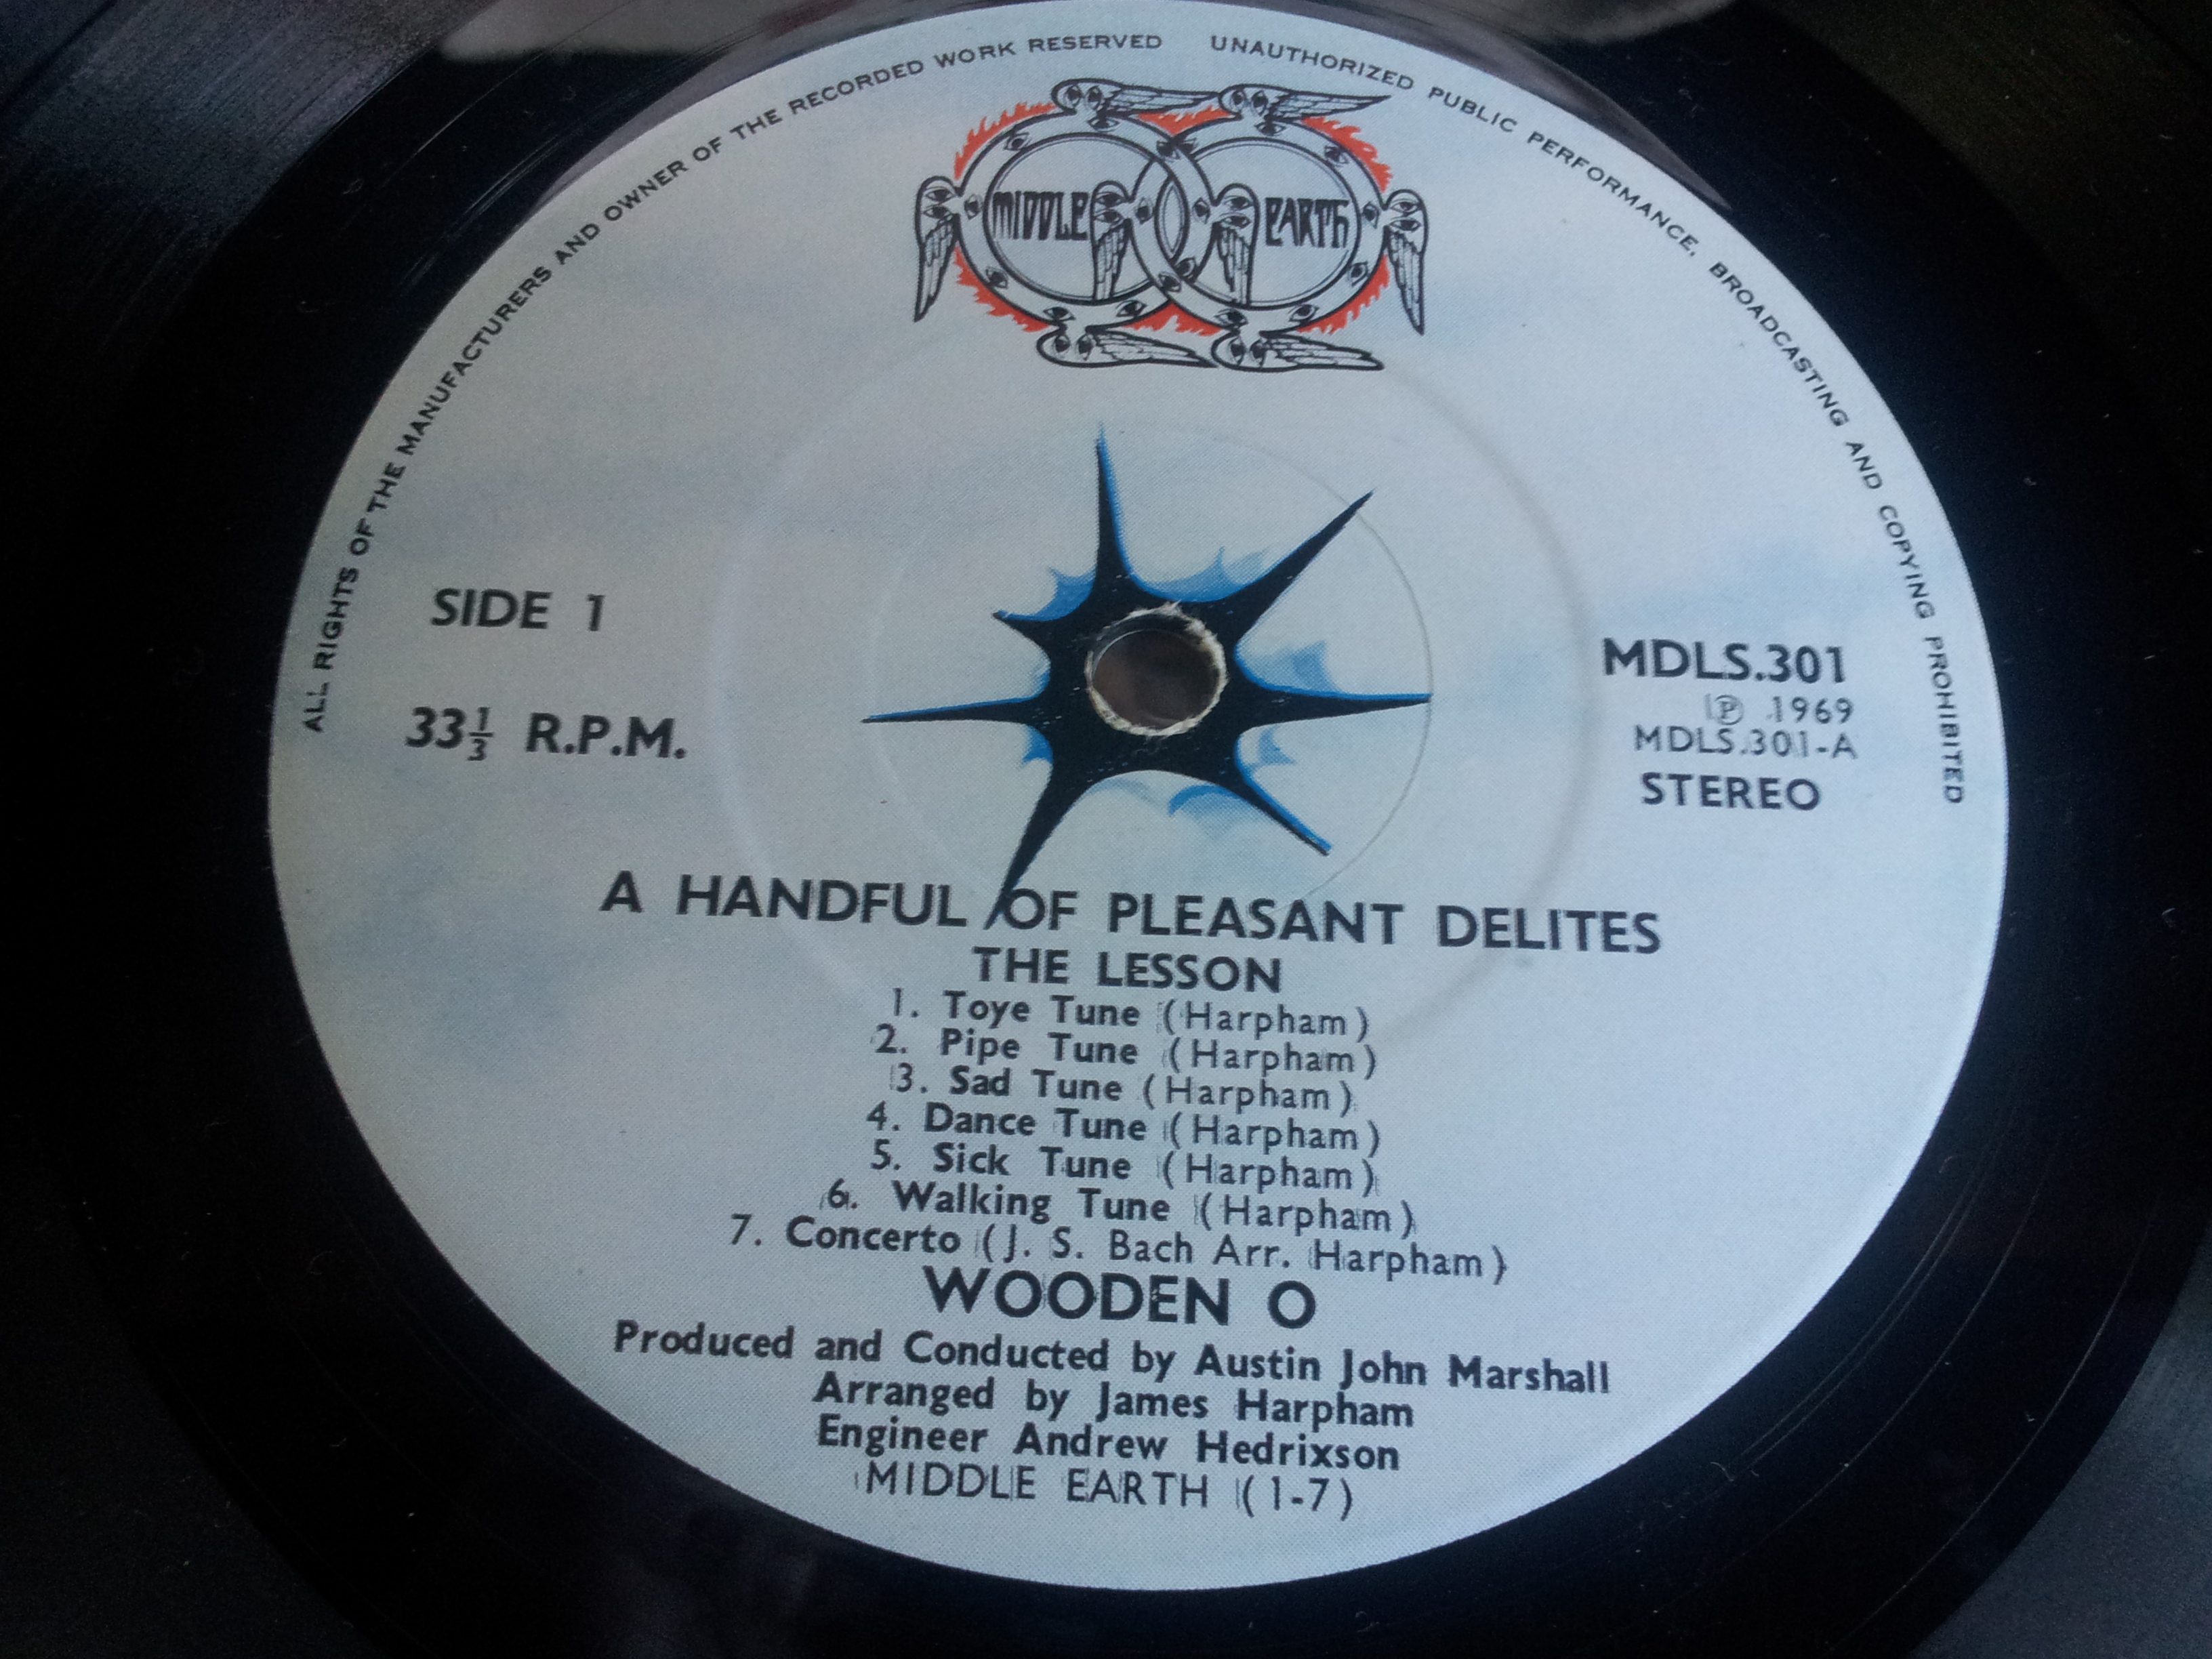 ALL RIGHTS OF THE MANUFACTURERS AND OWNER OF THE RECORDED WORK RESERVED UNAUTHORIZED PUBLIC PERFORMANCE, BROADCASTING AND COPYING PROHIBITED
MIDDLE EARTH
SIDE 1
33⅓ R.P.M.
MDLS.301
Ⓟ 1969
MDLS.301-A
STEREO
A HANDFUL OF PLEASANT DELITES
THE LESSON
1. Toye Tune (Harpham)
2. Pipe Tune (Harpham)
3. Sad Tune (Harpham)
4. Dance Tune (Harpham)
5. Sick Tune (Harpham)
6. Walking Tune (Harpham)
7. Concerto (J. S. Bach Arr. Harpham)
WOODEN O
Produced and Conducted by Austin John Marshall
Arranged by James Harpham
Engineer Andrew Hedrixson
MIDDLE EARTH (1-7)